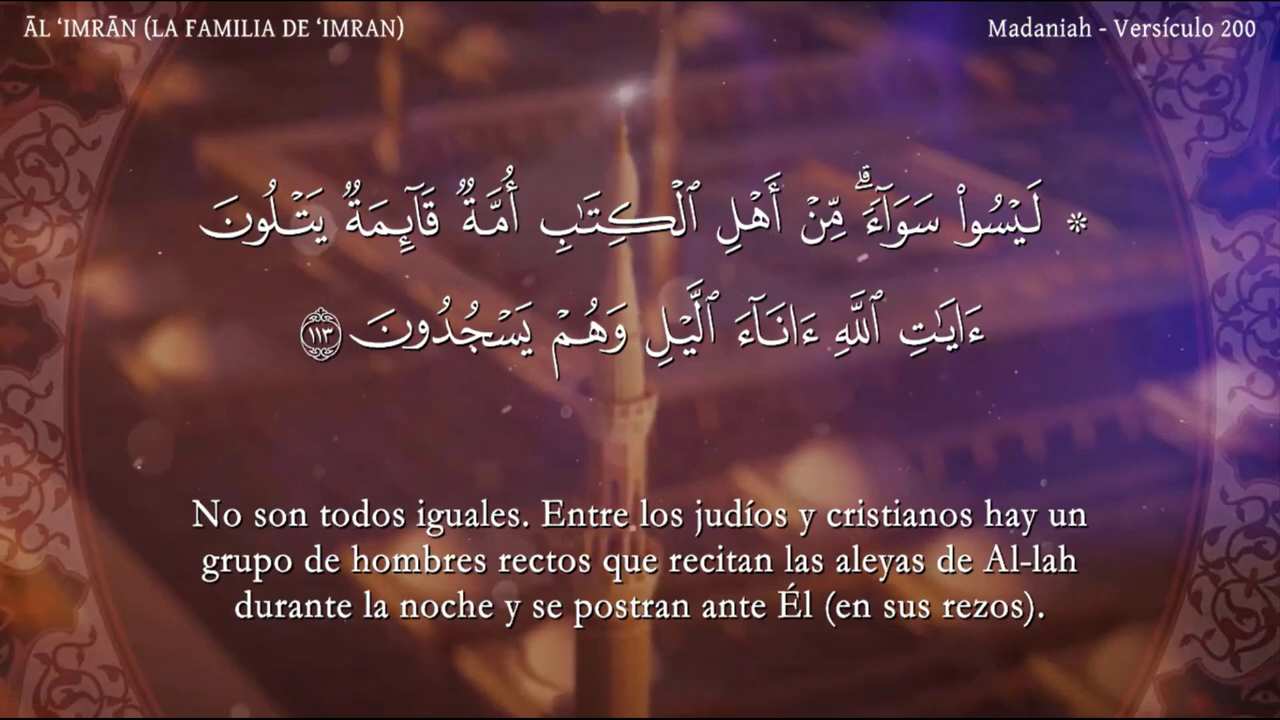 ĀL ‘IMRĀN (LA FAMILIA DE ‘IMRAN)
Madaniah - Versículo 200
۞ لَيْسُوا۟ سَوَآءًۭ ۗ مِّنْ أَهْلِ ٱلْكِتَـٰبِ أُمَّةٌۭ قَآئِمَةٌۭ يَتْلُونَ
ءَايَـٰتِ ٱللَّهِ ءَانَآءَ ٱلَّيْلِ وَهُمْ يَسْجُدُونَ ١١٣
No son todos iguales. Entre los judíos y cristianos hay un
grupo de hombres rectos que recitan las aleyas de Al-lah
durante la noche y se postran ante Él (en sus rezos).